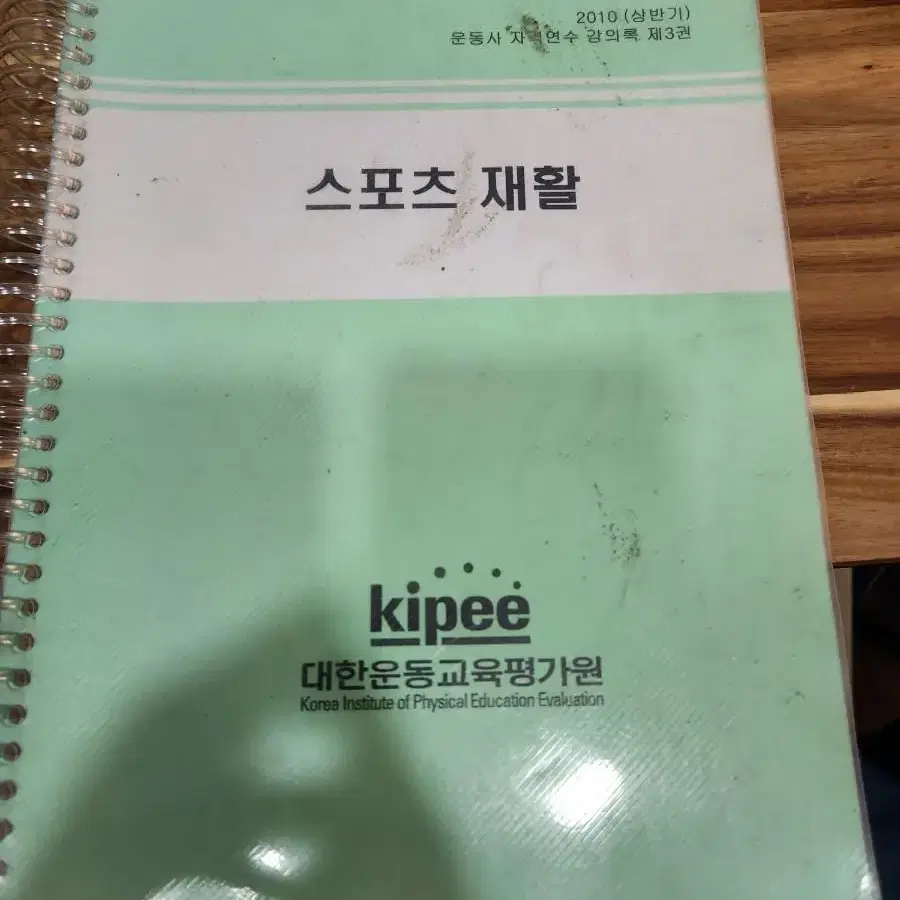 2010 (상반기)
운동사 자격연수 강의록 제3권
스포츠 재활
kipee
대한운동교육평가원
Korea Institute of Physical Education Evaluation